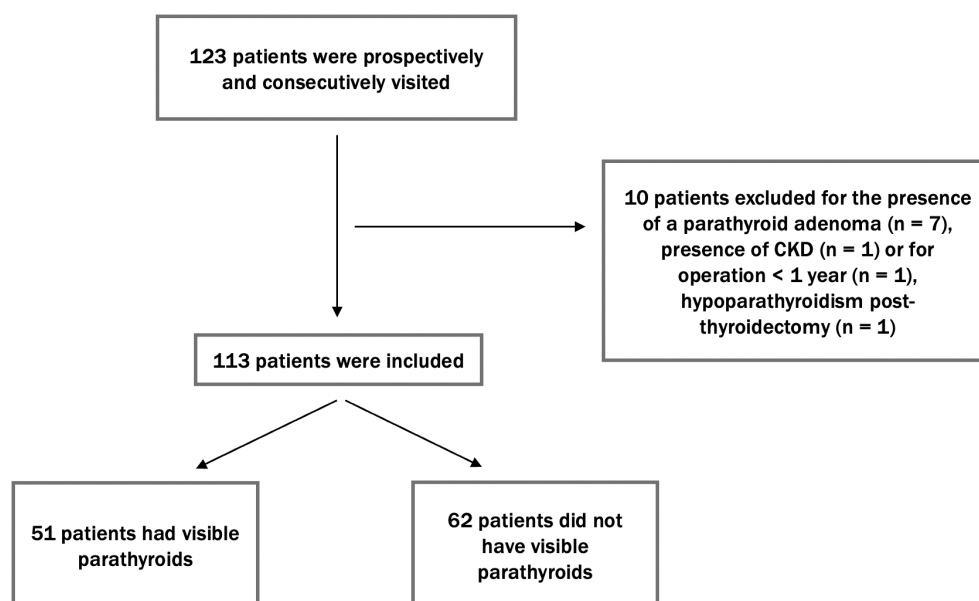 123 patients were prospectively
and consecutively visited
10 patients excluded for the presence
of a parathyroid adenoma (n = 7),
presence of CKD (n = 1) or for
operation < 1 year (n = 1),
hypoparathyroidism post-
thyroidectomy (n = 1)
113 patients were included
51 patients had visible
parathyroids
62 patients did not
have visible
parathyroids